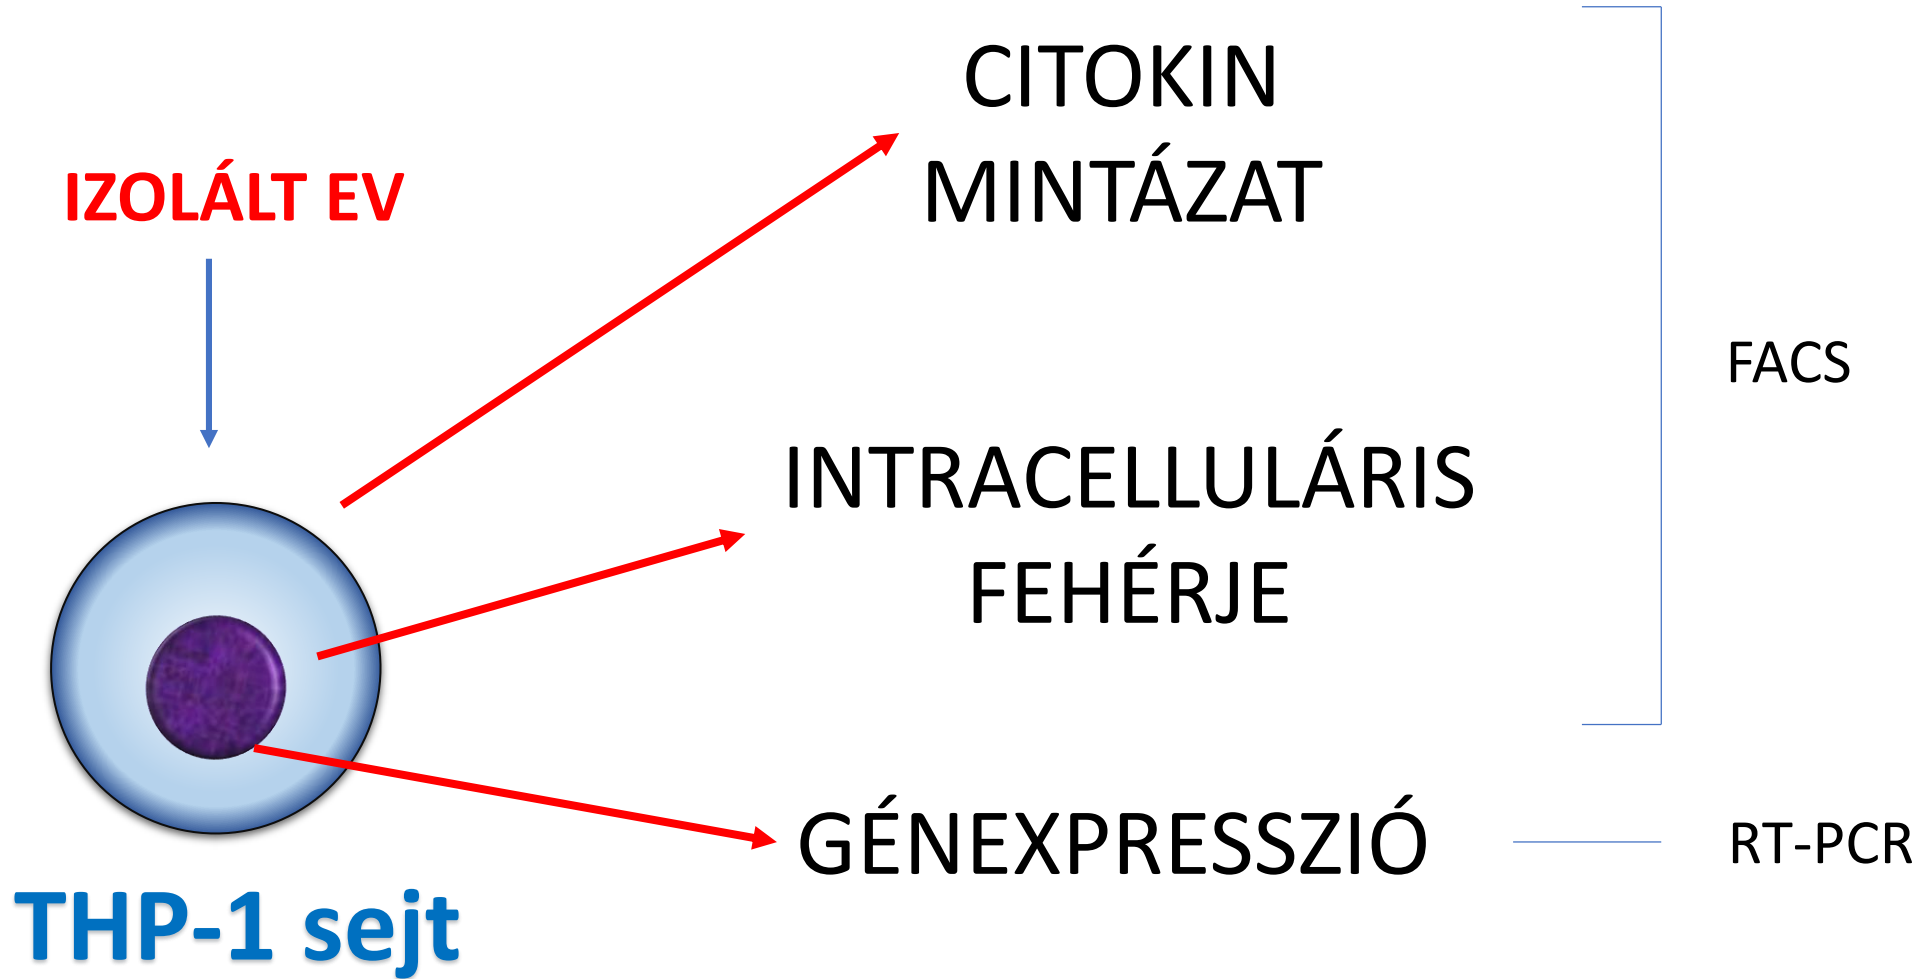 IZOLÁLT EV
THP-1 sejt
CITOKIN
MINTÁZAT
INTRACELLULÁRIS
FEHÉRJE
GÉNEXPRESSZIÓ
FACS
RT-PCR